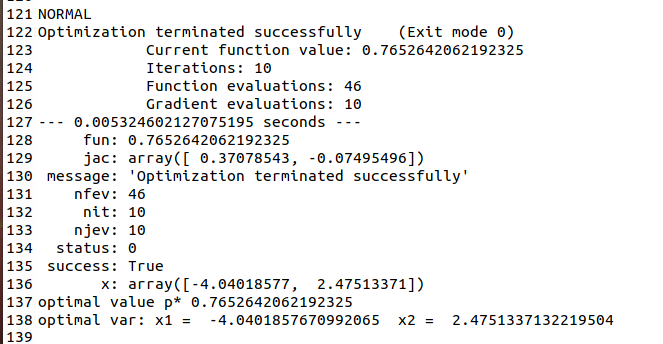 121 NORMAL
122 Optimization terminated successfully    (Exit mode 0)
123             Current function value: 0.7652642062192325
124             Iterations: 10
125             Function evaluations: 46
126             Gradient evaluations: 10
127 --- 0.005324602127075195 seconds ---
128      fun: 0.7652642062192325
129      jac: array([ 0.37078543, -0.07495496])
130  message: 'Optimization terminated successfully'
131     nfev: 46
132      nit: 10
133     njev: 10
134   status: 0
135  success: True
136        x: array([-4.04018577,  2.47513371])
137 optimal value p* 0.7652642062192325
138 optimal var: x1 =  -4.0401857670992065  x2 =  2.4751337132219504
139